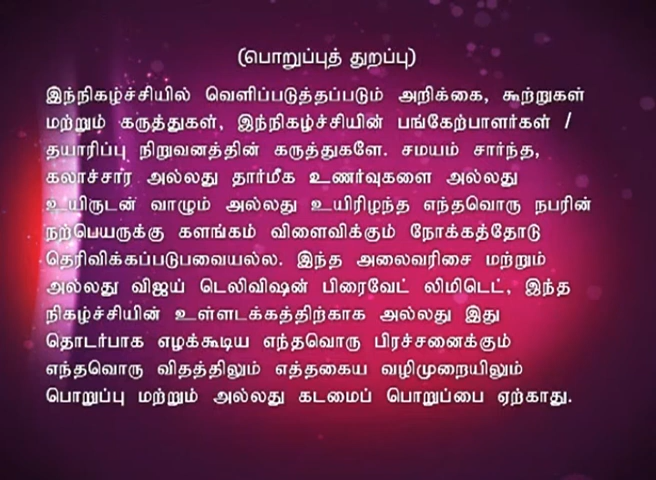 (பொறுப்புத் துறப்பு)
இந்நிகழ்ச்சியில் வெளிப்படுத்தப்படும் அறிக்கை, கூற்றுகள்
மற்றும் கருத்துகள், இந்நிகழ்ச்சியின் பங்கேற்பாளர்கள் /
தயாரிப்பு நிறுவனத்தின் கருத்துகளே. சமயம் சார்ந்த,
கலாச்சார அல்லது தார்மீக உணர்வுகளை அல்லது
உயிருடன் வாழும் அல்லது உயிரிழந்த எந்தவொரு நபரின்
நற்பெயருக்கு களங்கம் விளைவிக்கும் நோக்கத்தோடு
தெரிவிக்கப்படுபவையல்ல. இந்த அலைவரிசை மற்றும்
அல்லது விஜய் டெலிவிஷன் பிரைவேட் லிமிடெட், இந்த
நிகழ்ச்சியின் உள்ளடக்கத்திற்காக அல்லது இது
தொடர்பாக எழக்கூடிய எந்தவொரு பிரச்சனைக்கும்
எந்தவொரு விதத்திலும் எத்தகைய வழிமுறையிலும்
பொறுப்பு மற்றும் அல்லது கடமைப் பொறுப்பை ஏற்காது.